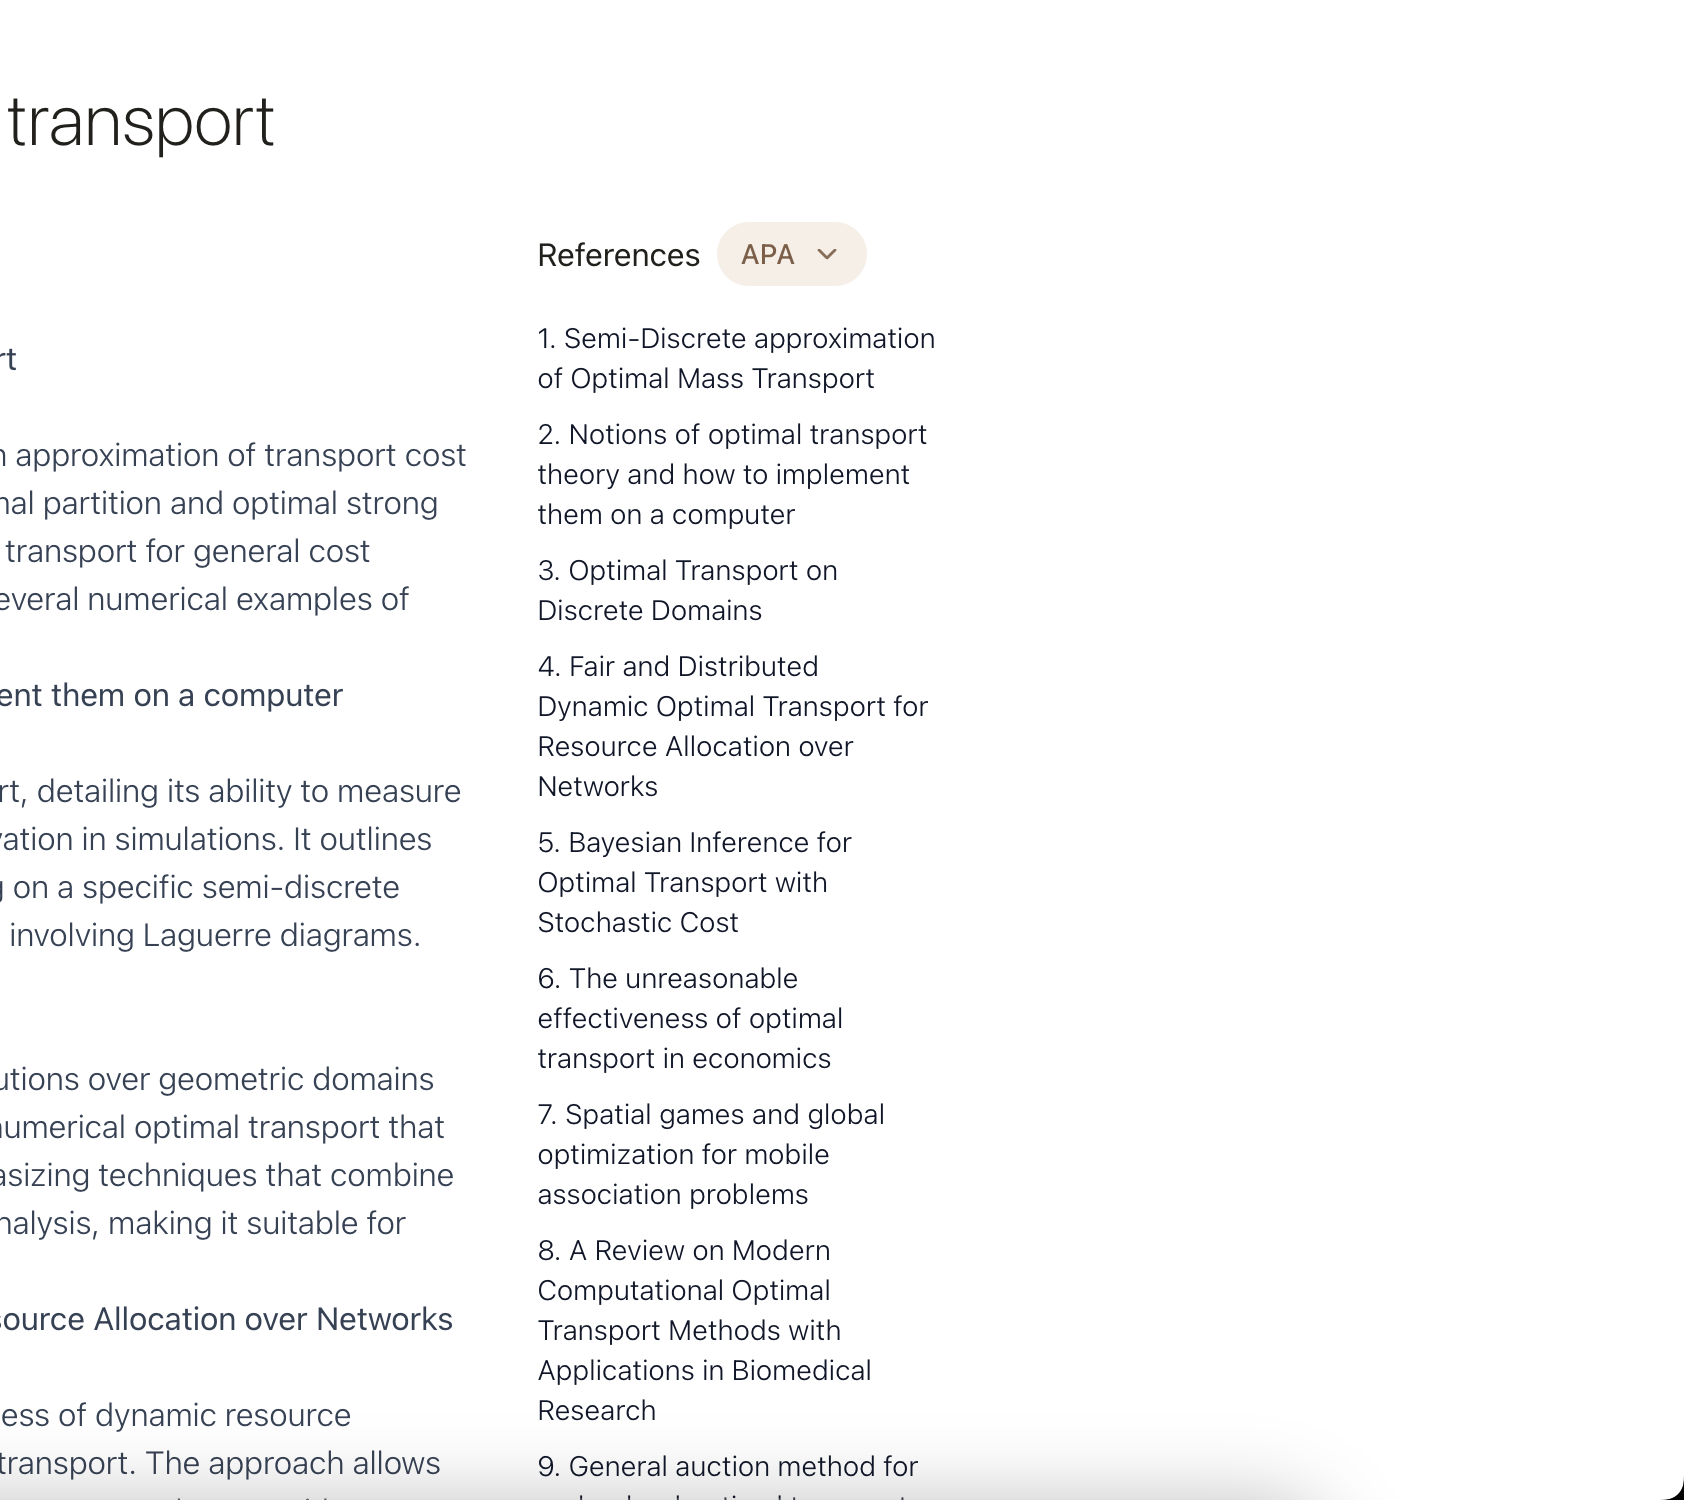 transport
rt
approximation of transport cost
nal partition and optimal strong
transport for general cost
everal numerical examples of
ent them on a computer
rt, detailing its ability to measure
vation in simulations. It outlines
g on a specific semi-discrete
involving Laguerre diagrams.
utions over geometric domains
numerical optimal transport that
asizing techniques that combine
nalysis, making it suitable for
source Allocation over Networks
ess of dynamic resource
transport. The approach allows
References APA
1. Semi-Discrete approximation
of Optimal Mass Transport
2. Notions of optimal transport
theory and how to implement
them on a computer
3. Optimal Transport on
Discrete Domains
4. Fair and Distributed
Dynamic Optimal Transport for
Resource Allocation over
Networks
5. Bayesian Inference for
Optimal Transport with
Stochastic Cost
6. The unreasonable
effectiveness of optimal
transport in economics
7. Spatial games and global
optimization for mobile
association problems
8. A Review on Modern
Computational Optimal
Transport Methods with
Applications in Biomedical
Research
9. General auction method for